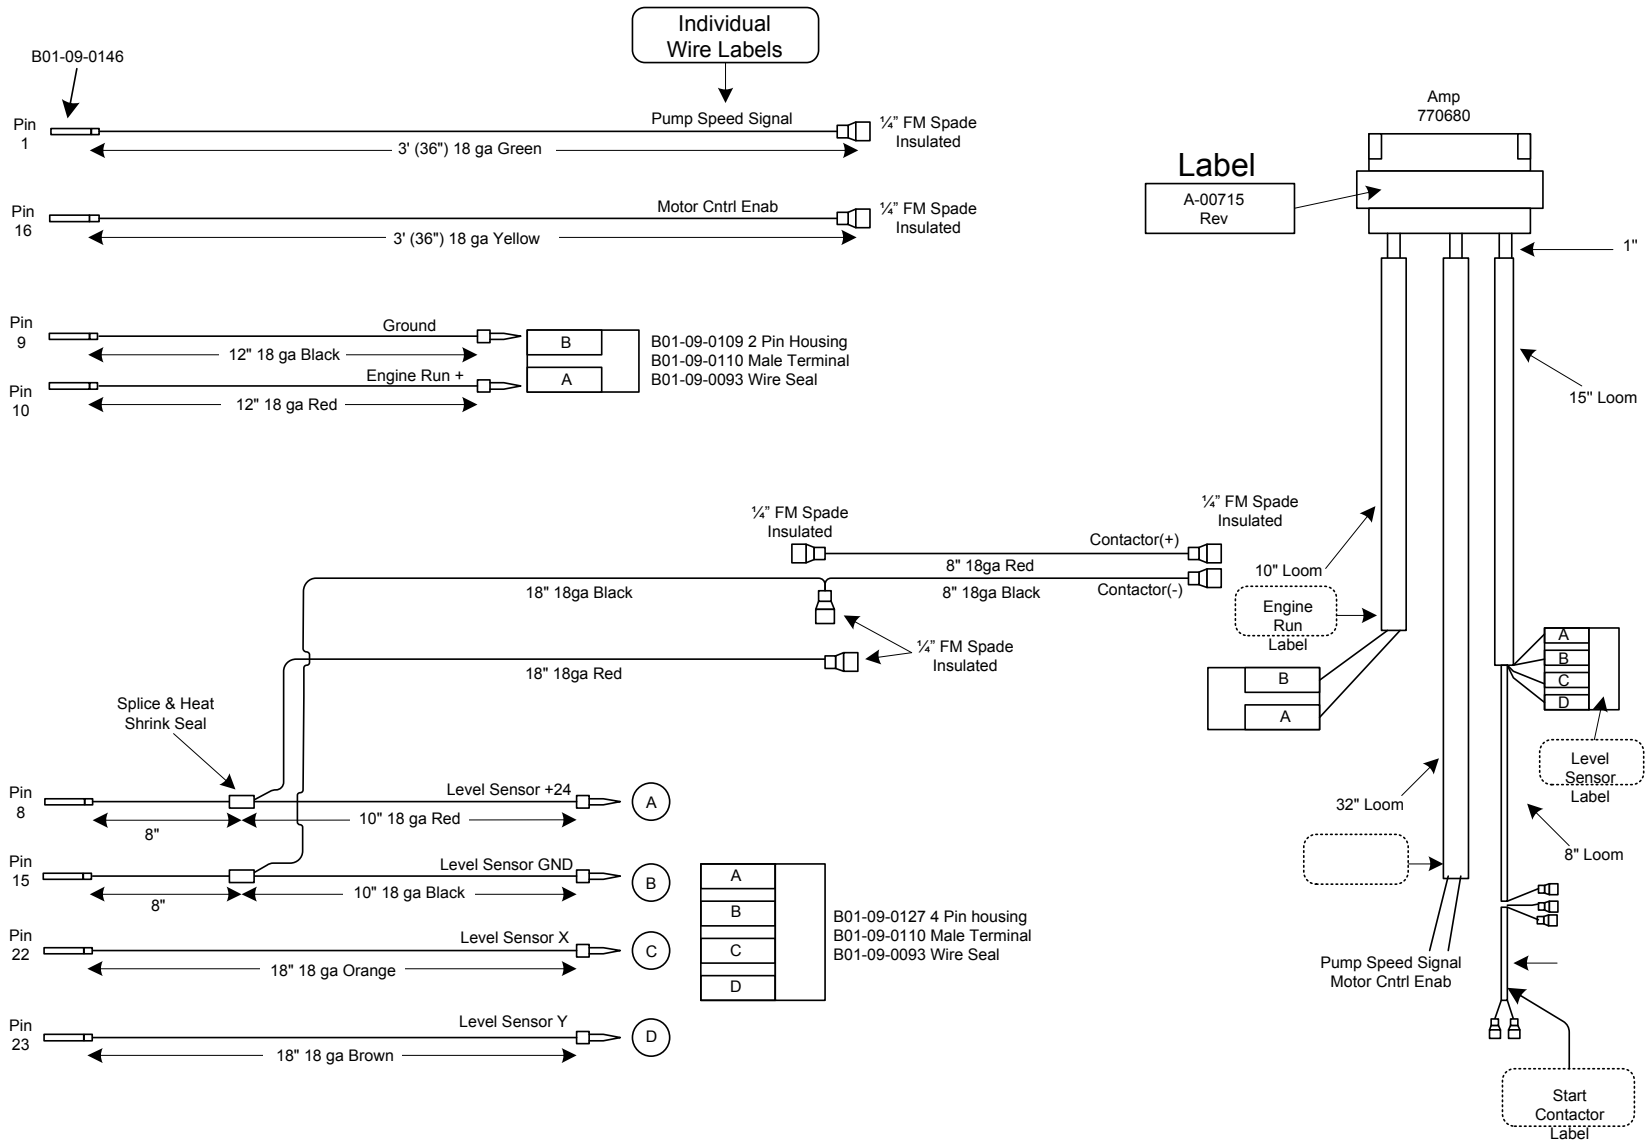 Individual
Wire Labels
B01-09-0146
Pin
1
Pump Speed Signal
3' (36") 18 ga Green
¼” FM Spade
Insulated
Pin
16
Motor Cntrl Enab
3' (36") 18 ga Yellow
¼” FM Spade
Insulated
Pin
9
Ground
12" 18 ga Black
B
Pin
10
Engine Run +
12" 18 ga Red
A
B01-09-0109 2 Pin Housing
B01-09-0110 Male Terminal
B01-09-0093 Wire Seal
¼” FM Spade
Insulated
¼” FM Spade
Insulated
Contactor(+)
8" 18ga Red
18" 18ga Black
8" 18ga Black
Contactor(-)
¼” FM Spade
Insulated
18" 18ga Red
Splice & Heat
Shrink Seal
Pin
8
8"
Level Sensor +24
10" 18 ga Red
A
Pin
15
8"
Level Sensor GND
10" 18 ga Black
B
Pin
22
Level Sensor X
18" 18 ga Orange
C
Pin
23
Level Sensor Y
18" 18 ga Brown
D
A
B
C
D
B01-09-0127 4 Pin housing
B01-09-0110 Male Terminal
B01-09-0093 Wire Seal
Amp
770680
Label
A-00715
Rev
1"
15" Loom
10" Loom
Engine
Run
Label
B
A
A
B
C
D
Level
Sensor
Label
32" Loom
8" Loom
Pump Speed Signal
Motor Cntrl Enab
Start
Contactor
Label